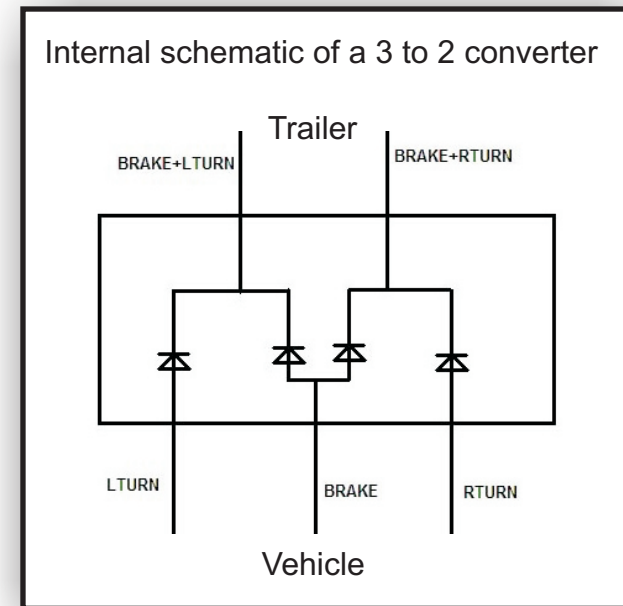 Internal schematic of a 3 to 2 converter
Trailer
BRAKE+LTURN
BRAKE+RTURN
LTURN
BRAKE
RTURN
Vehicle